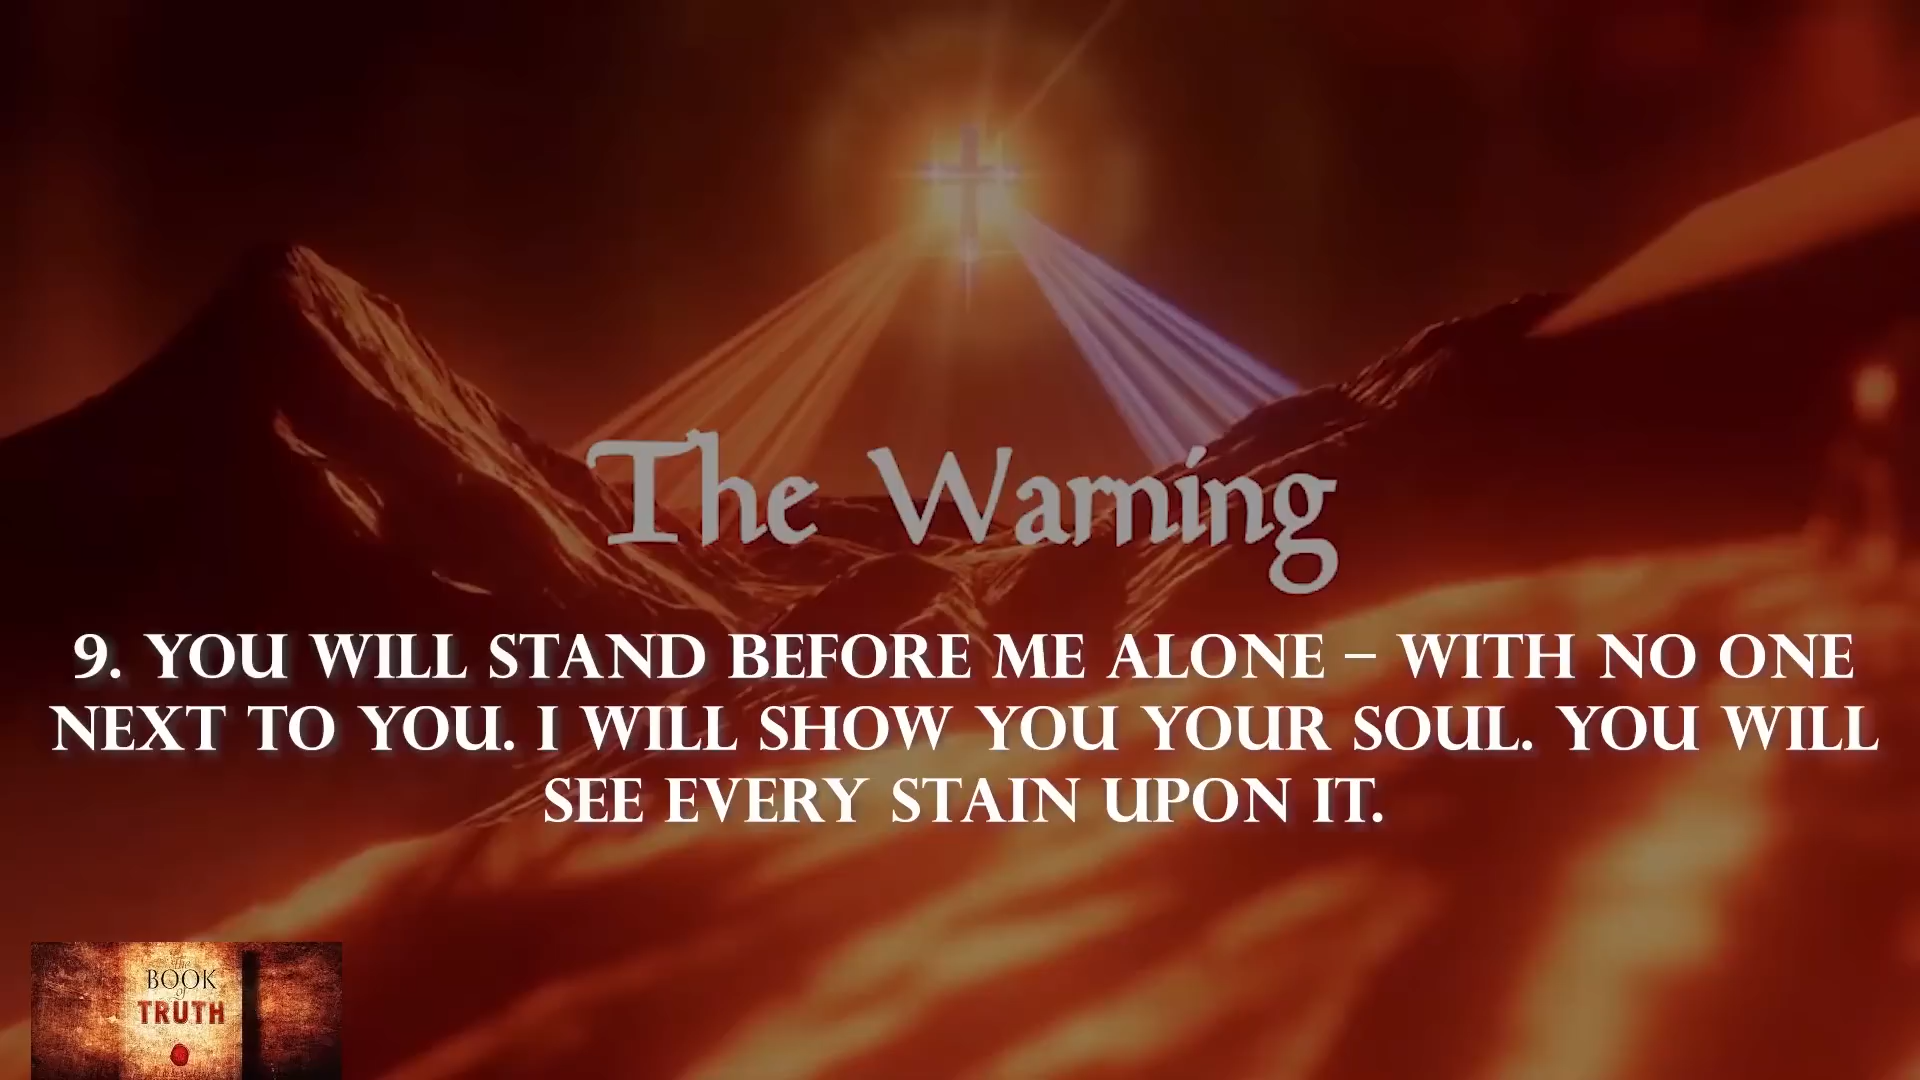 The Warning
9. YOU WILL STAND BEFORE ME ALONE – WITH NO ONE
NEXT TO YOU. I WILL SHOW YOU YOUR SOUL. YOU WILL
SEE EVERY STAIN UPON IT.
The
BOOK
of
TRUTH